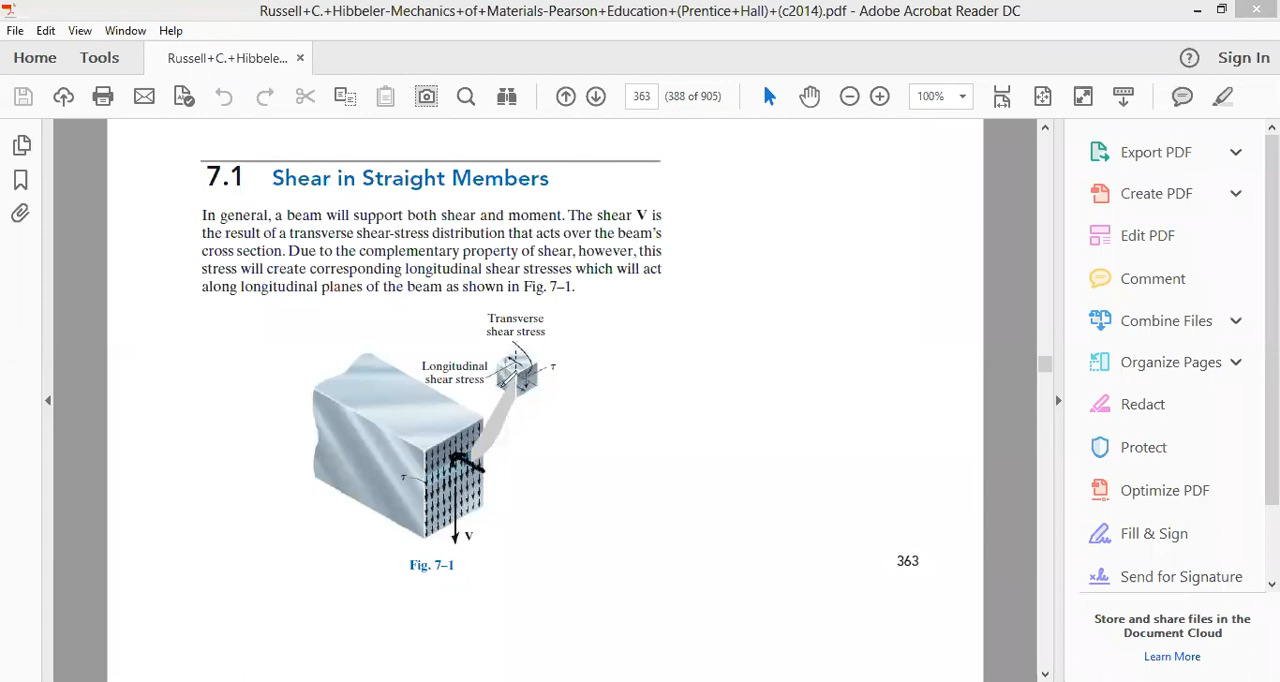 Russell+C.+Hibbeler-Mechanics+of+Materials-Pearson+Education+(Prentice+Hall)+(c2014).pdf - Adobe Acrobat Reader DC
File Edit View Window Help
Home Tools Russell+C.+Hibbele... × ? Sign In
363 (388 of 905) 100%
7.1 Shear in Straight Members
In general, a beam will support both shear and moment. The shear V is
the result of a transverse shear-stress distribution that acts over the beam's
cross section. Due to the complementary property of shear, however, this
stress will create corresponding longitudinal shear stresses which will act
along longitudinal planes of the beam as shown in Fig. 7–1.
Transverse
shear stress
Longitudinal
shear stress
τ
τ
V
Fig. 7–1
363
Export PDF
Create PDF
Edit PDF
Comment
Combine Files
Organize Pages
Redact
Protect
Optimize PDF
Fill & Sign
Send for Signature
Store and share files in the
Document Cloud
Learn More